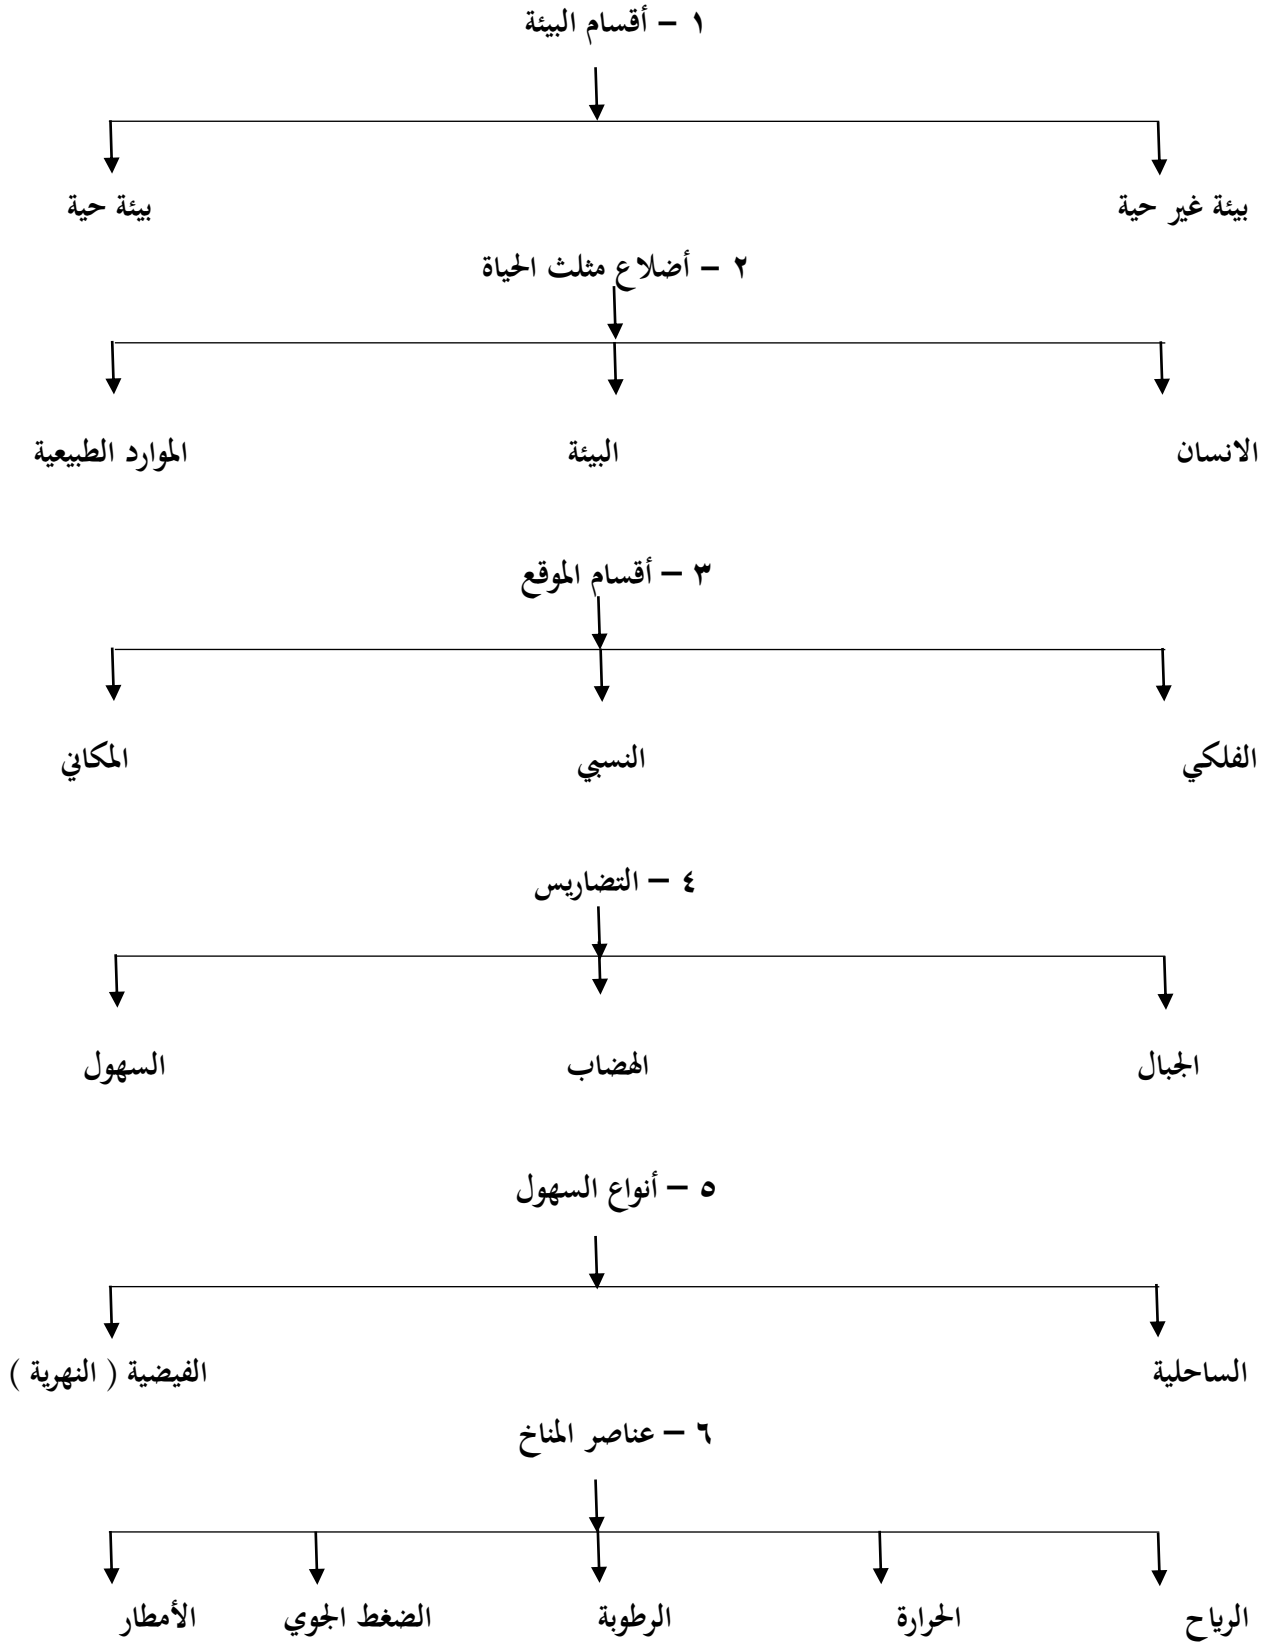 ١ – أقسام البيئة
بيئة غير حية بيئة حية
٢ – أضلاع مثلث الحياة
الانسان البيئة الموارد الطبيعية
٣ – أقسام الموقع
الفلكي النسبي المكاني
٤ – التضاريس
الجبال الهضاب السهول
٥ – أنواع السهول
الساحلية الفيضية ( النهرية )
٦ – عناصر المناخ
الرياح الحرارة الرطوبة الضغط الجوي الأمطار